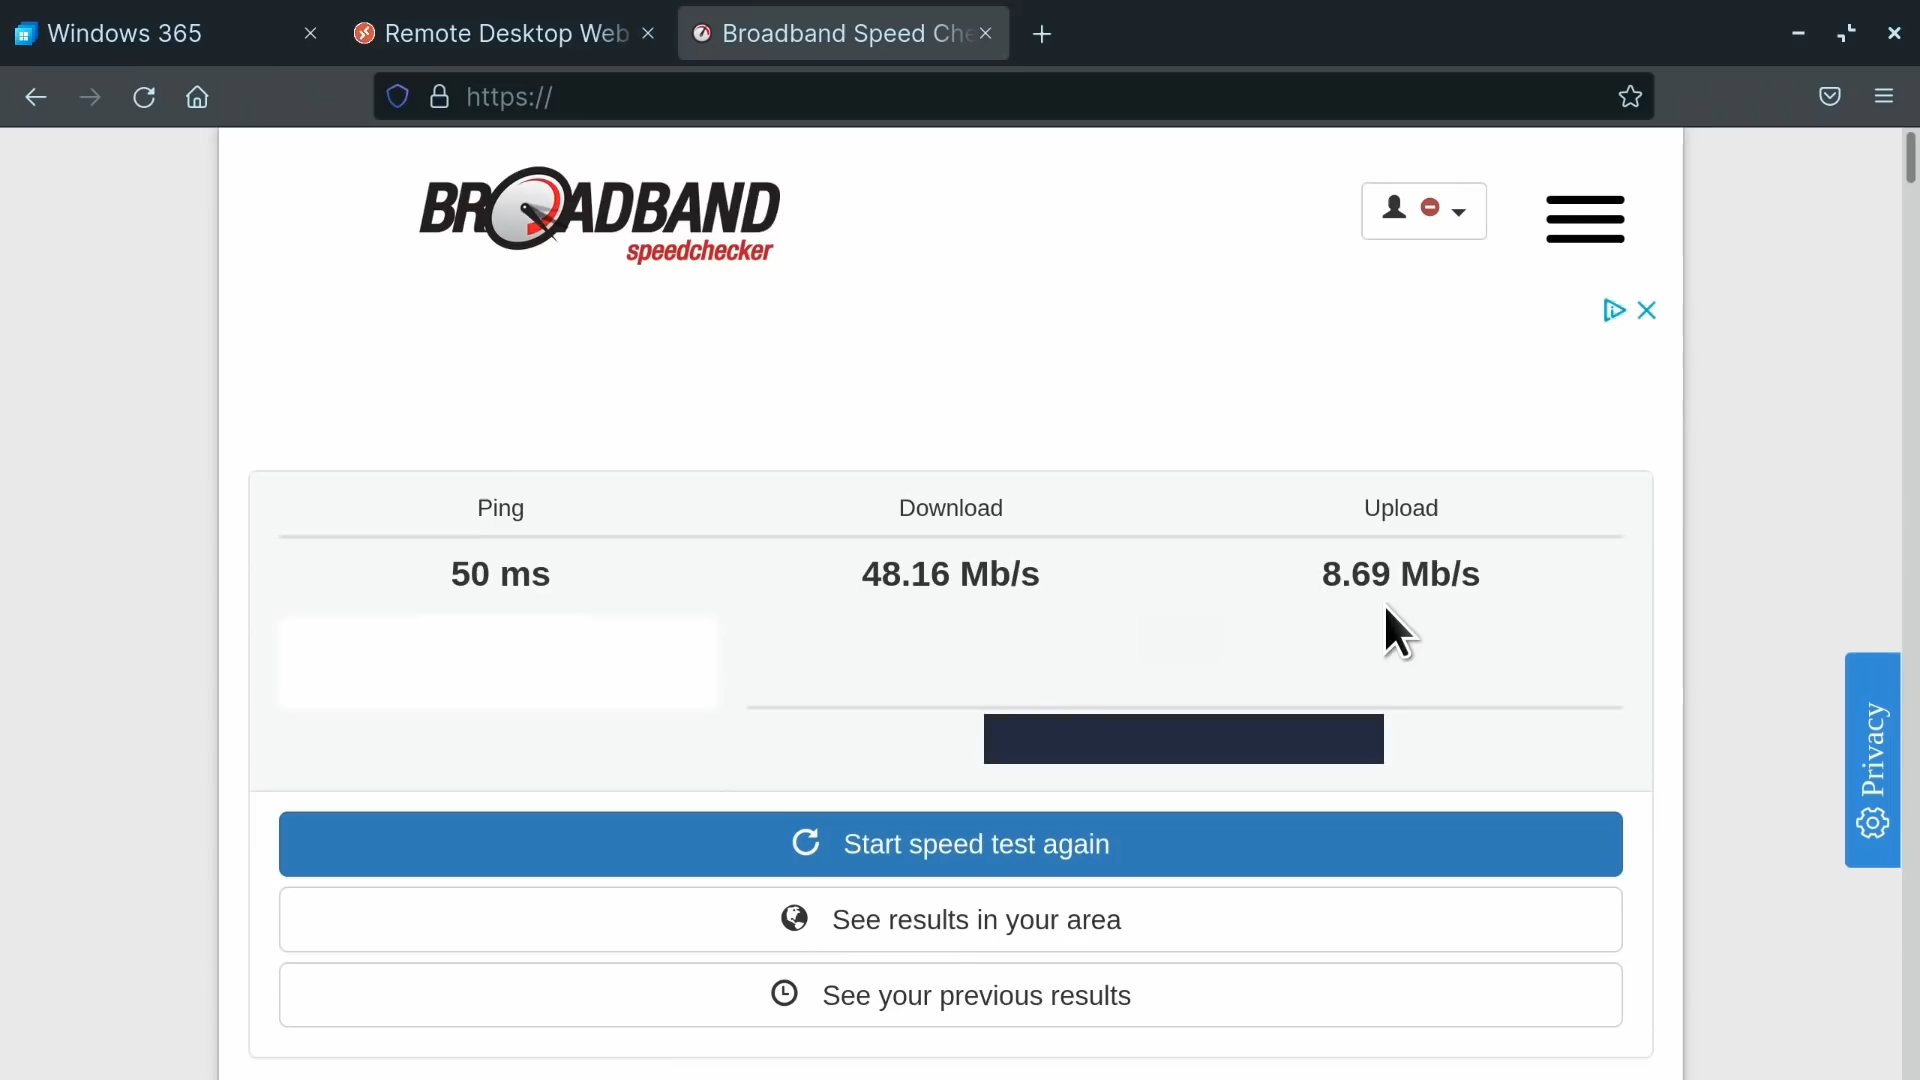 Windows 365
Remote Desktop Web
Broadband Speed Che
https://
BROADBAND
speedchecker
Ping
Download
Upload
50 ms
48.16 Mb/s
8.69 Mb/s
Privacy
Start speed test again
See results in your area
See your previous results